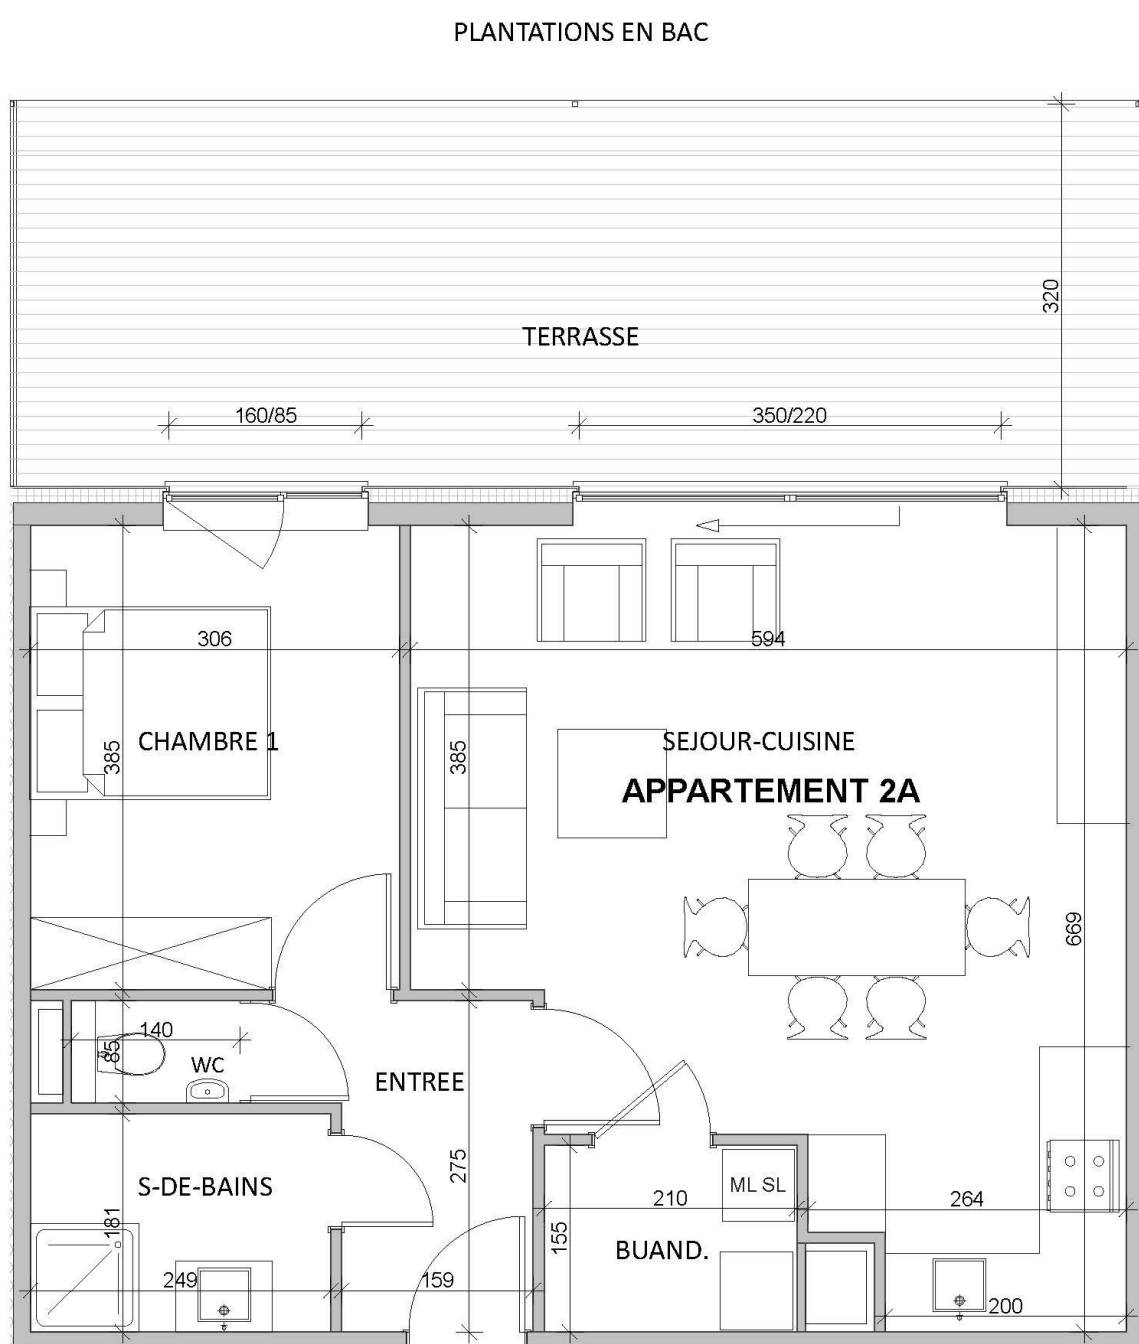 PLANTATIONS EN BAC
320
TERRASSE
160/85
350/220
306
594
385
CHAMBRE 1
385
SEJOUR-CUISINE
APPARTEMENT 2A
669
140
85
WC
ENTREE
275
S-DE-BAINS
181
ML SL
210
264
155
BUAND.
249
159
200